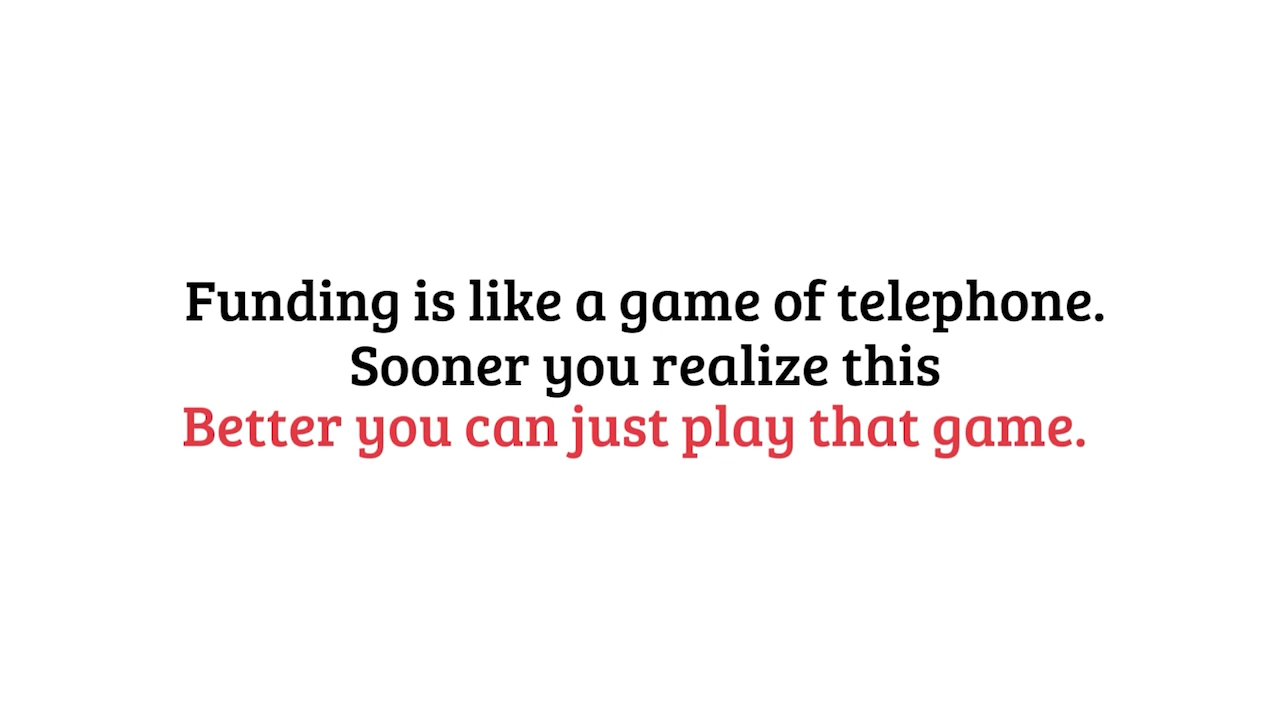 Funding is like a game of telephone.
Sooner you realize this
Better you can just play that game.